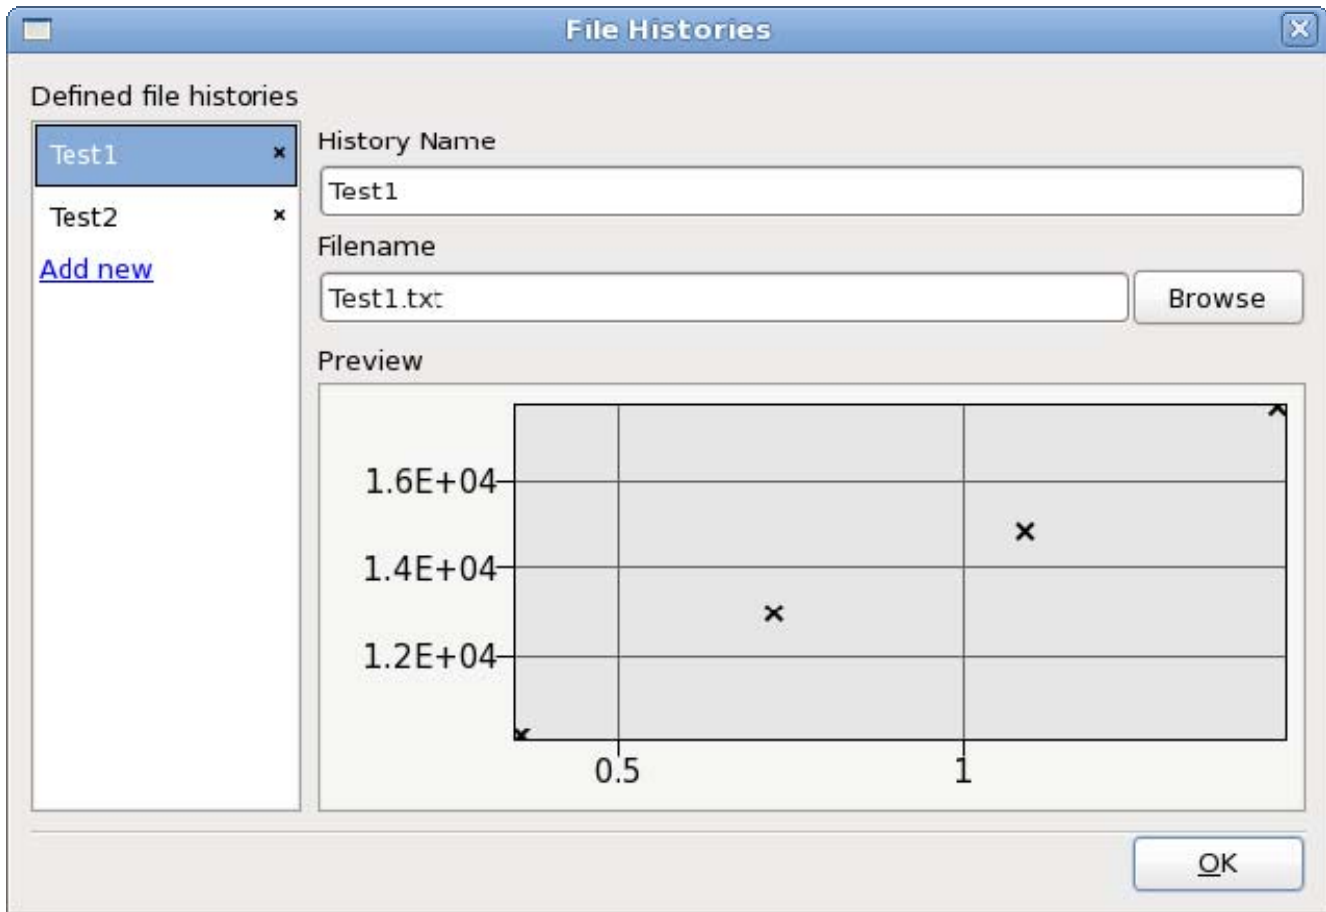 File Histories
Defined file histories
Test1
Test2
Add new
History Name
Test1
Filename
Test1.txt
Browse
Preview
1.6E+04
1.4E+04
1.2E+04
0.5
1
OK